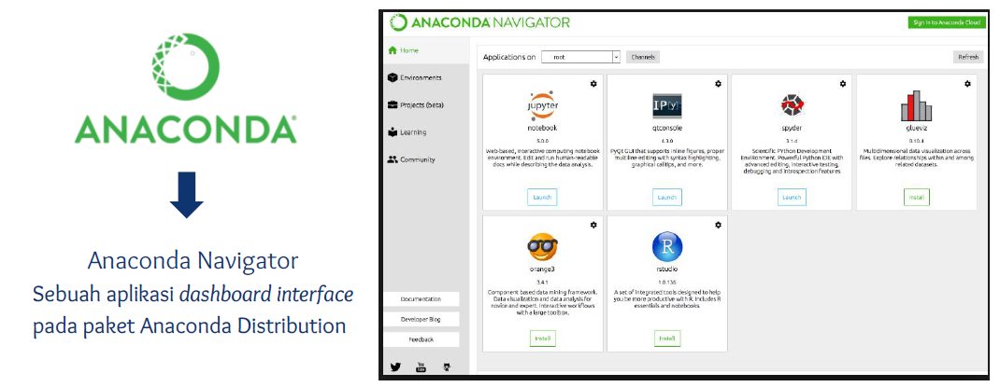 ANACONDA
Anaconda Navigator
Sebuah aplikasi dashboard interface
pada paket Anaconda Distribution
ANACONDA NAVIGATOR
Sign in to Anaconda Cloud
Home
Environments
Projects (beta)
Learning
Community
Documentation
Developer Blog
Feedback
Applications on
root
Channels
Refresh
jupyter
notebook
5.0.0
Web-based, interactive computing notebook
environment. Edit and run human-readable
docs while describing the data analysis.
Launch
IP[y]
qtconsole
4.3.0
PyQt GUI that supports inline figures, proper
multiline editing with syntax highlighting,
graphical calltips, and more.
Launch
spyder
3.1.4
Scientific PYthon Development
EnviRonment. Powerful Python IDE with
advanced editing, interactive testing,
debugging and introspection features
Launch
glueviz
0.10.4
Multidimensional data visualization across
files. Explore relationships within and among
related datasets.
Install
orange3
3.4.1
Component based data mining framework.
Data visualization and data analysis for
novice and expert. Interactive workflows
with a large toolbox.
Install
R
rstudio
1.0.136
A set of integrated tools designed to help
you be more productive with R. Includes R
essentials and notebooks.
Install
You
Tube